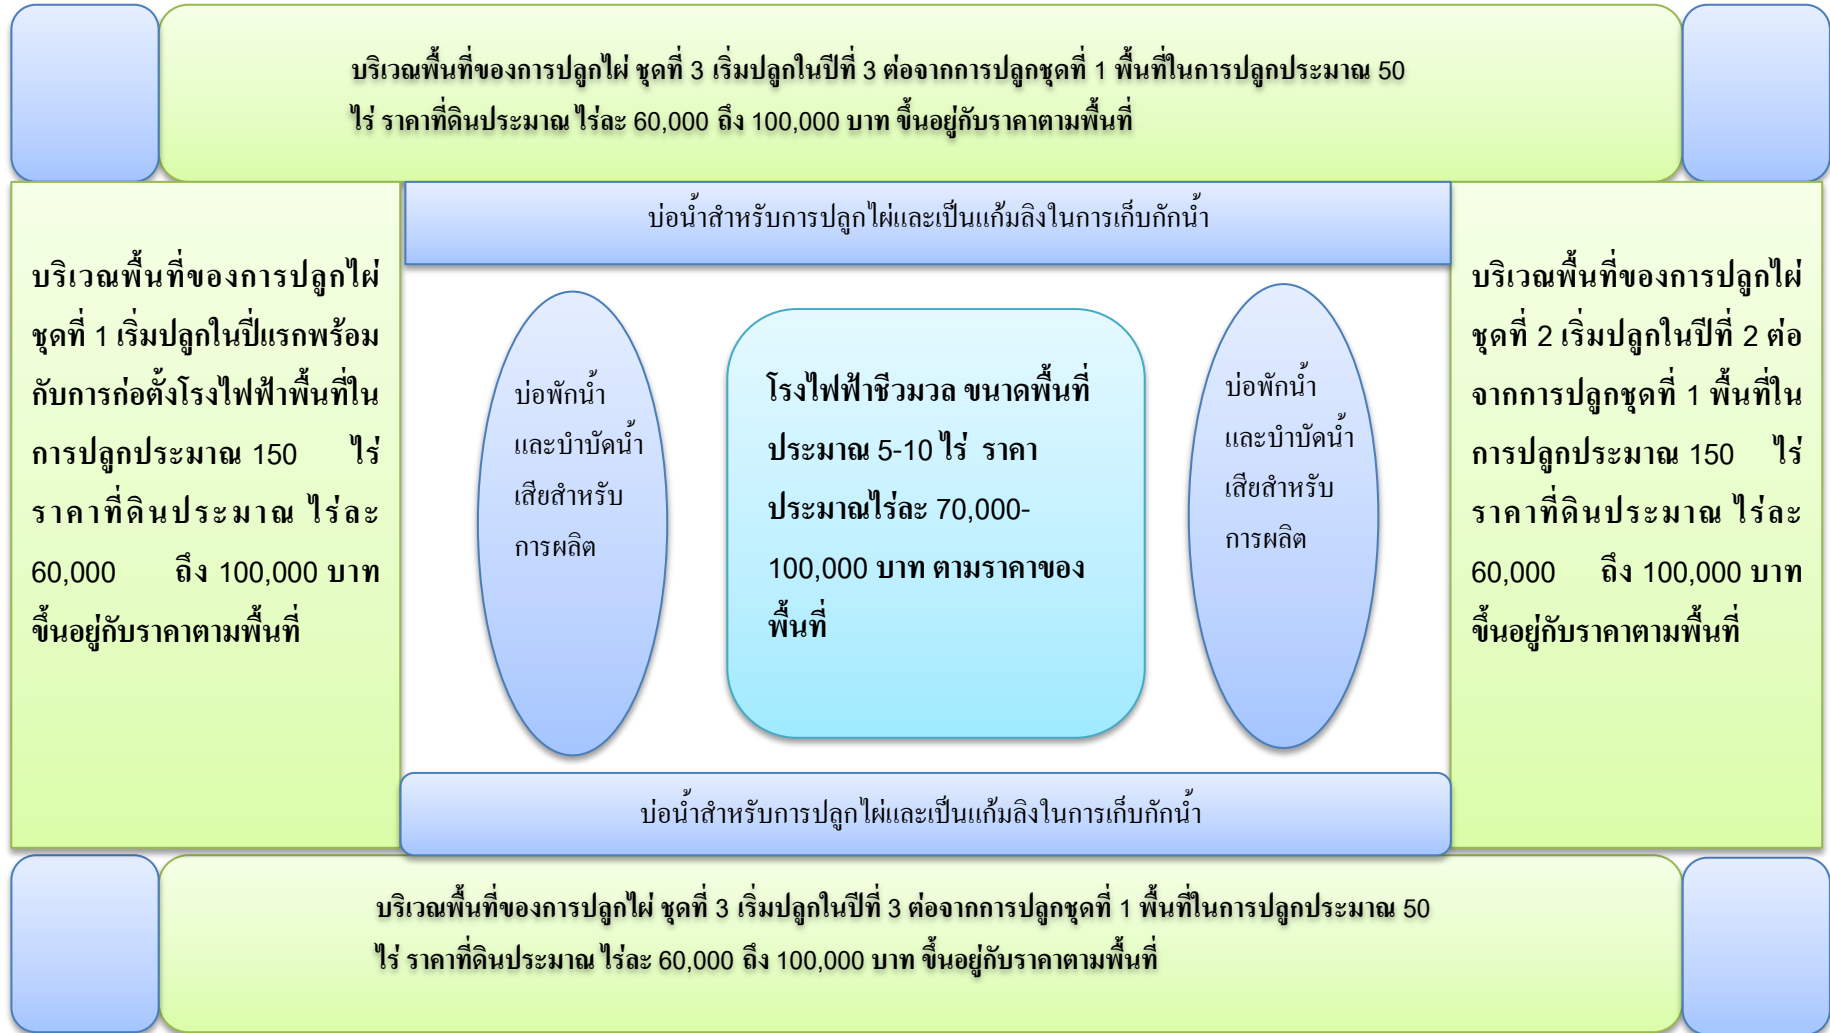 บริเวณพื้นที่ของการปลูกไผ่ ชุดที่ 3 เริ่มปลูกในปีที่ 3 ต่อจากการปลูกชุดที่ 1 พื้นที่ในการปลูกประมาณ 50
ไร่ ราคาที่ดินประมาณ ไร่ละ 60,000 ถึง 100,000 บาท ขึ้นอยู่กับราคาตามพื้นที่
บ่อน้ำสำหรับการปลูกไผ่และเป็นแก้มลิงในการเก็บกักน้ำ
บริเวณพื้นที่ของการปลูกไผ่
ชุดที่ 1 เริ่มปลูกในปี่แรกพร้อม
กับการก่อตั้งโรงไฟฟ้าพื้นที่ใน
การปลูกประมาณ 150 ไร่
ราคาที่ดินประมาณ ไร่ละ
60,000 ถึง 100,000 บาท
ขึ้นอยู่กับราคาตามพื้นที่
บ่อพักน้ำ
และบำบัดน้ำ
เสียสำหรับ
การผลิต
โรงไฟฟ้าชีวมวล ขนาดพื้นที่
ประมาณ 5-10 ไร่ ราคา
ประมาณไร่ละ 70,000-
100,000 บาท ตามราคาของ
พื้นที่
บ่อพักน้ำ
และบำบัดน้ำ
เสียสำหรับ
การผลิต
บริเวณพื้นที่ของการปลูกไผ่
ชุดที่ 2 เริ่มปลูกในปีที่ 2 ต่อ
จากการปลูกชุดที่ 1 พื้นที่ใน
การปลูกประมาณ 150 ไร่
ราคาที่ดินประมาณ ไร่ละ
60,000 ถึง 100,000 บาท
ขึ้นอยู่กับราคาตามพื้นที่
บ่อน้ำสำหรับการปลูกไผ่และเป็นแก้มลิงในการเก็บกักน้ำ
บริเวณพื้นที่ของการปลูกไผ่ ชุดที่ 3 เริ่มปลูกในปีที่ 3 ต่อจากการปลูกชุดที่ 1 พื้นที่ในการปลูกประมาณ 50
ไร่ ราคาที่ดินประมาณ ไร่ละ 60,000 ถึง 100,000 บาท ขึ้นอยู่กับราคาตามพื้นที่